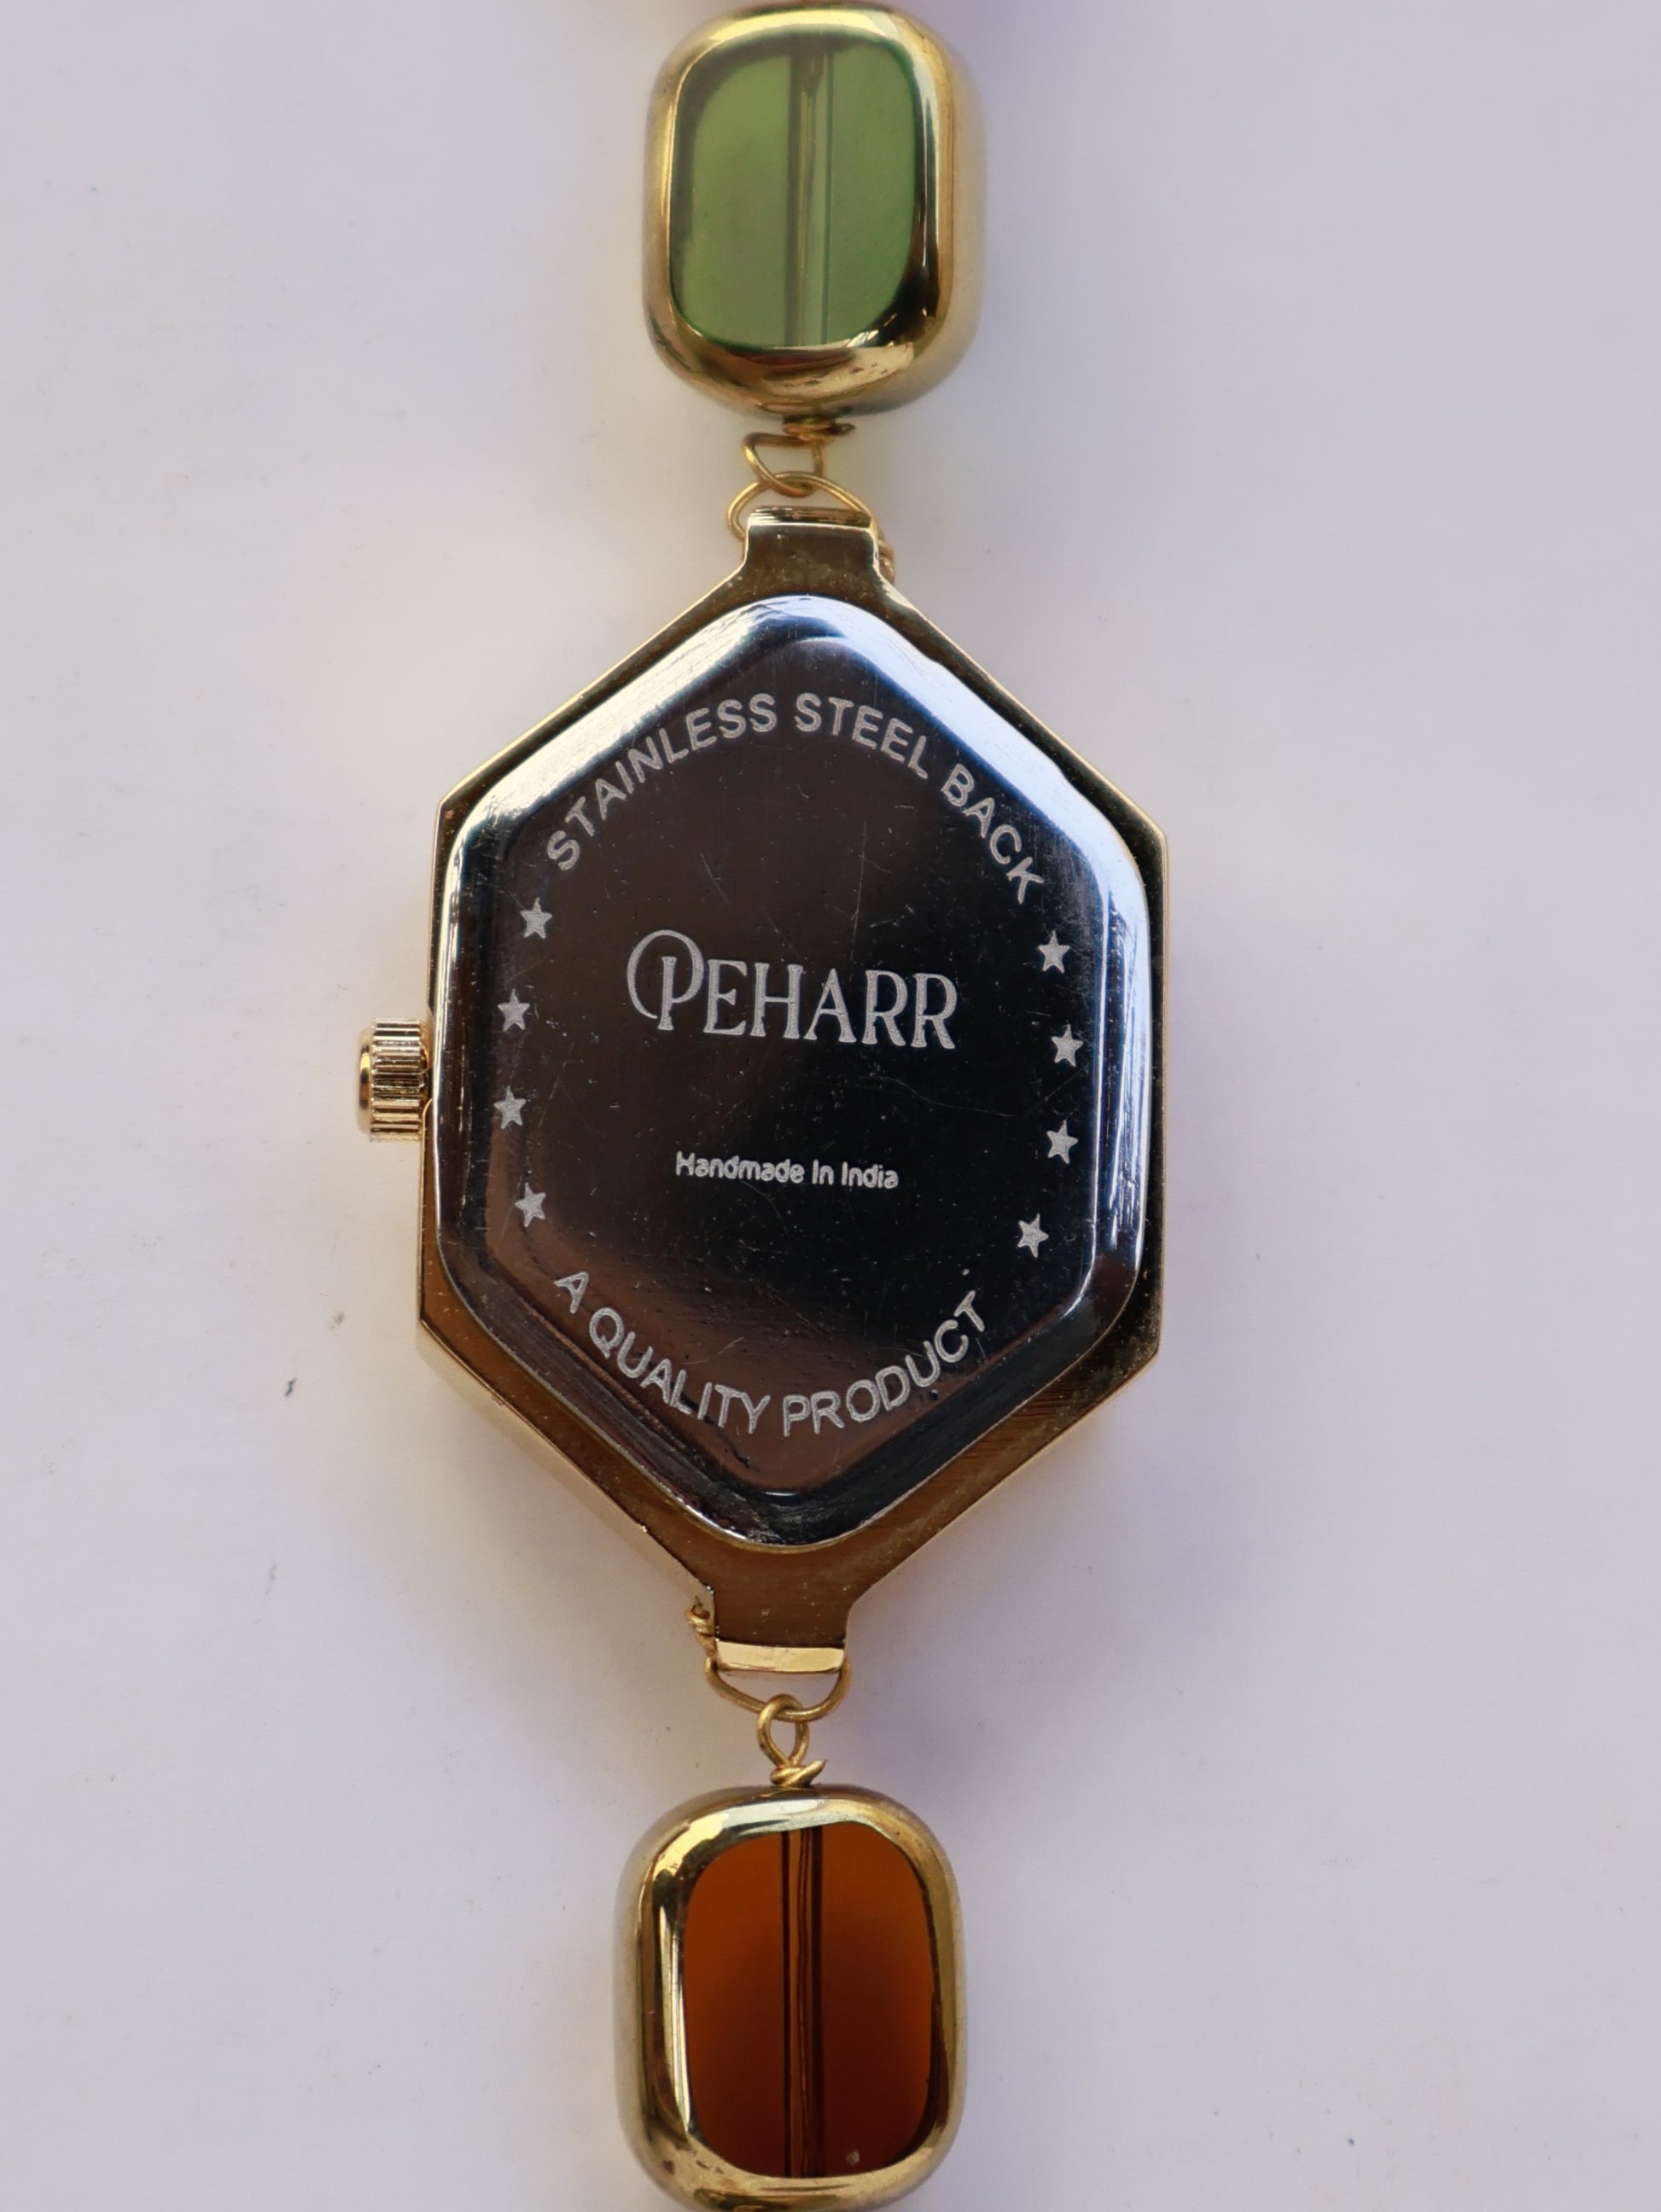 STAINLESS STEEL BACK
PEHARR
Handmade In India
A QUALITY PRODUCT